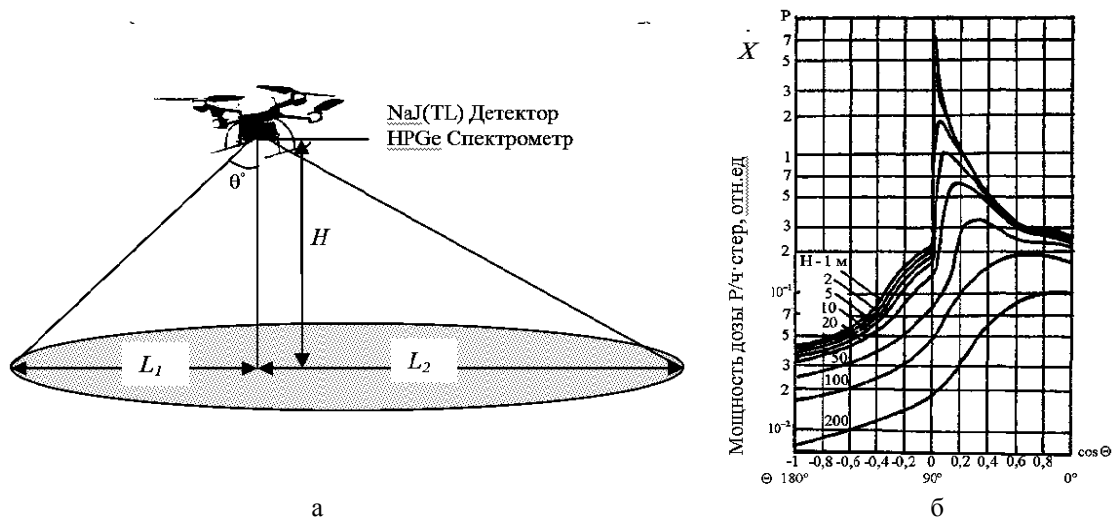 NaJ(TL) Детектор
HPGe Спектрометр
θ°
H
L1
L2
а
P
Ẋ
7
5
3
2
1
7
5
3
2
10-1
7
5
3
2
10-2
Мощность дозы Р/ч·стер, отн.ед
H - 1 м
2
5
10
20
50
100
200
-1 -0,8 -0,6 -0,4 -0,2 0 0,2 0,4 0,6 0,8 1 cos Θ
Θ 180° 90° 0°
б